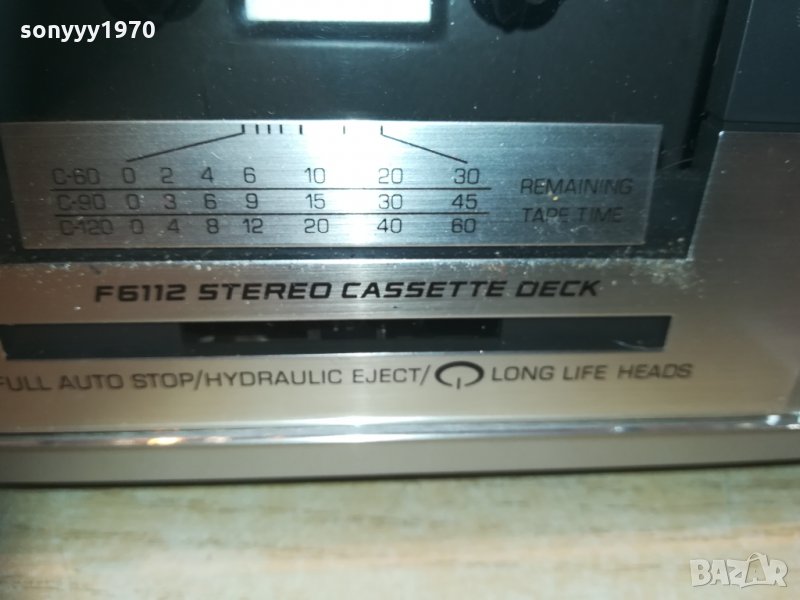 sonyyy1970
C-60 0 2 4 6 10 20 30
C-90 0 3 6 9 15 30 45
C-120 0 4 8 12 20 40 60
REMAINING
TAPE TIME
F6112 STEREO CASSETTE DECK
FULL AUTO STOP/HYDRAULIC EJECT/ LONG LIFE HEADS
BAZAR